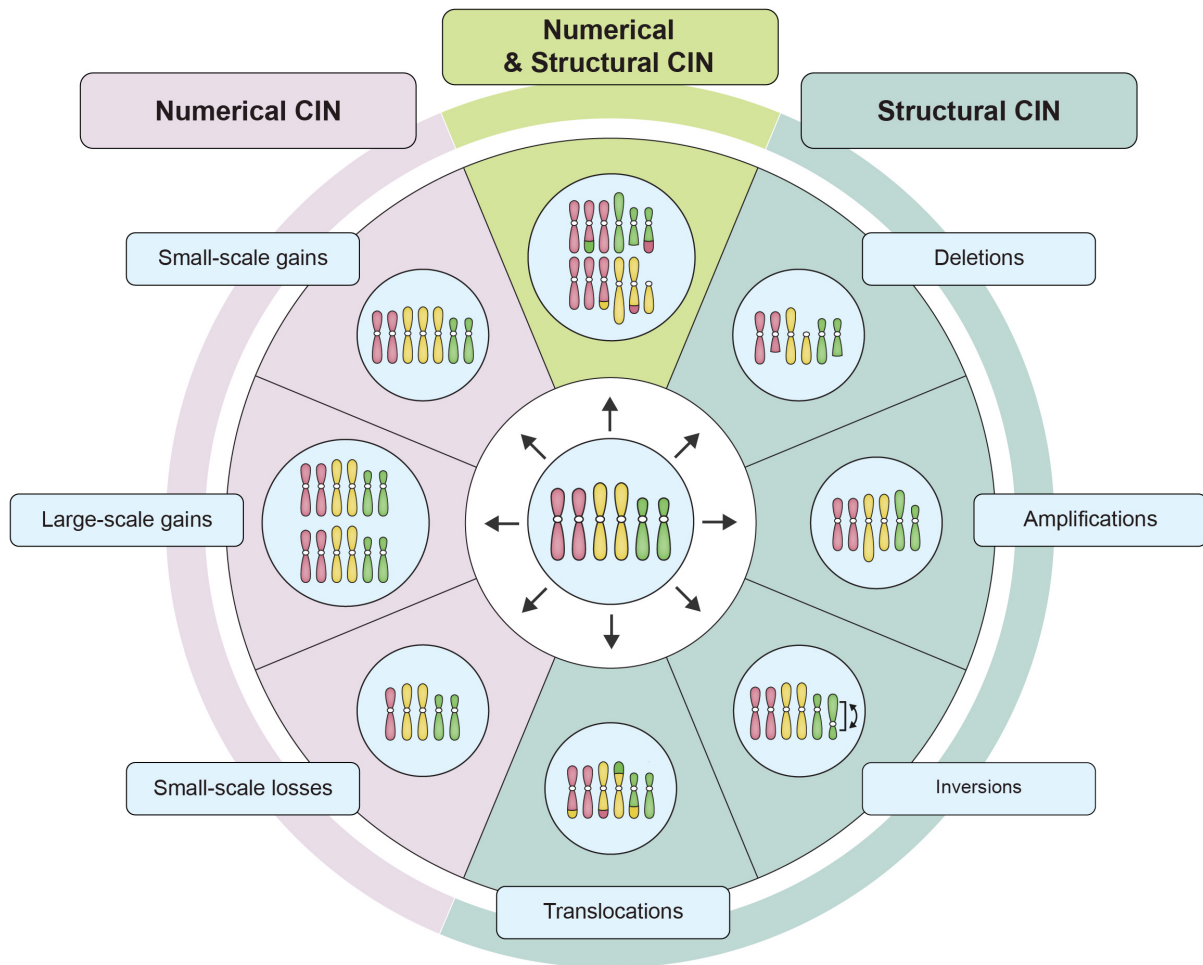 Numerical
& Structural CIN
Numerical CIN
Structural CIN
Small-scale gains
Deletions
Large-scale gains
Amplifications
Small-scale losses
Inversions
Translocations